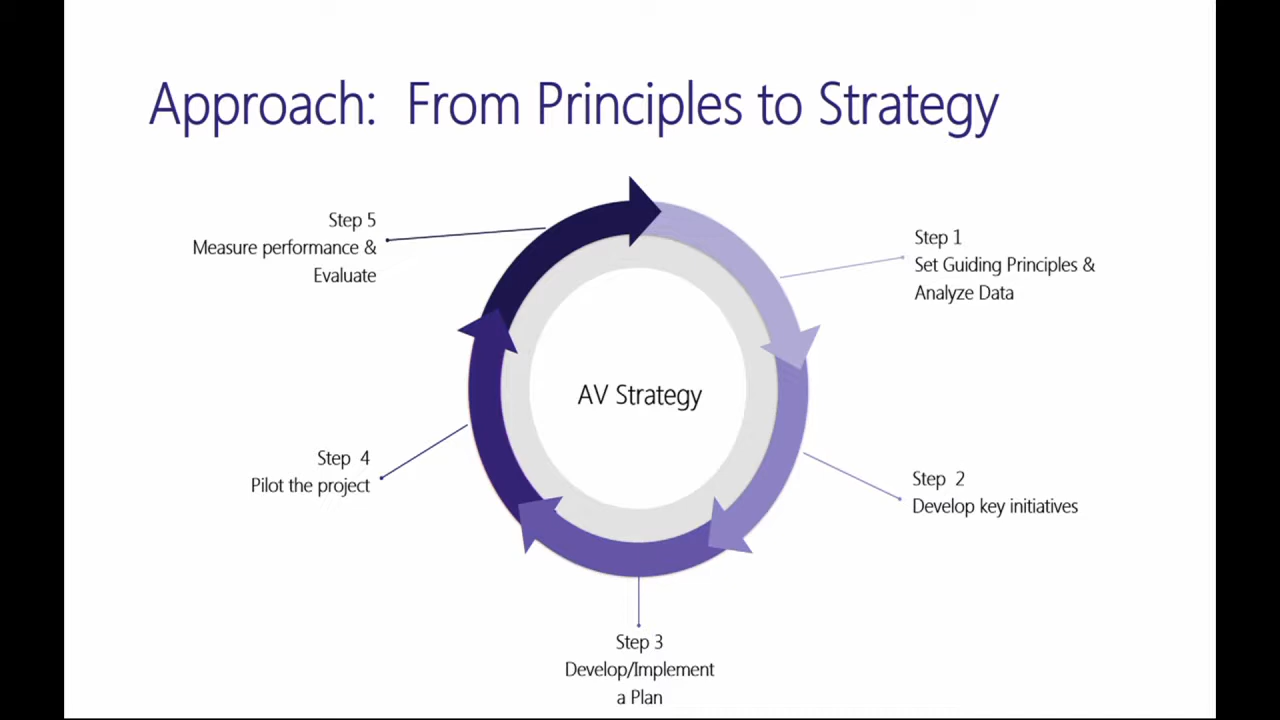 Approach:  From Principles to Strategy
Step 1
Set Guiding Principles &
Analyze Data
Step  2
Develop key initiatives
Step 3
Develop/Implement
a Plan
Step  4
Pilot the project
Step 5
Measure performance &
Evaluate
AV Strategy